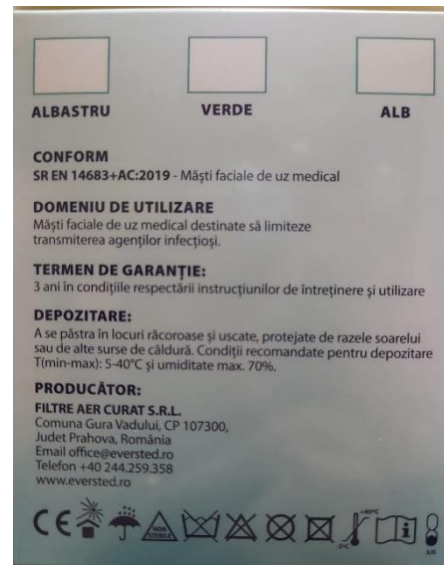 ALBASTRU VERDE ALB
CONFORM
SR EN 14683+AC:2019 - Măști faciale de uz medical
DOMENIU DE UTILIZARE
Măști faciale de uz medical destinate să limiteze
transmiterea agenților infecțioși.
TERMEN DE GARANȚIE:
3 ani în condițiile respectării instrucțiunilor de întreținere și utilizare
DEPOZITARE:
A se păstra în locuri răcoroase și uscate, protejate de razele soarelui
sau de alte surse de căldură. Condiții recomandate pentru depozitare
T(min-max): 5-40°C și umiditate max. 70%.
PRODUCĂTOR:
FILTRE AER CURAT S.R.L.
Comuna Gura Vadului, CP 107300,
Judet Prahova, România
Email office@eversted.ro
Telefon +40 244.259.358
www.eversted.ro
CE NON STERILE -5°C +40°C i